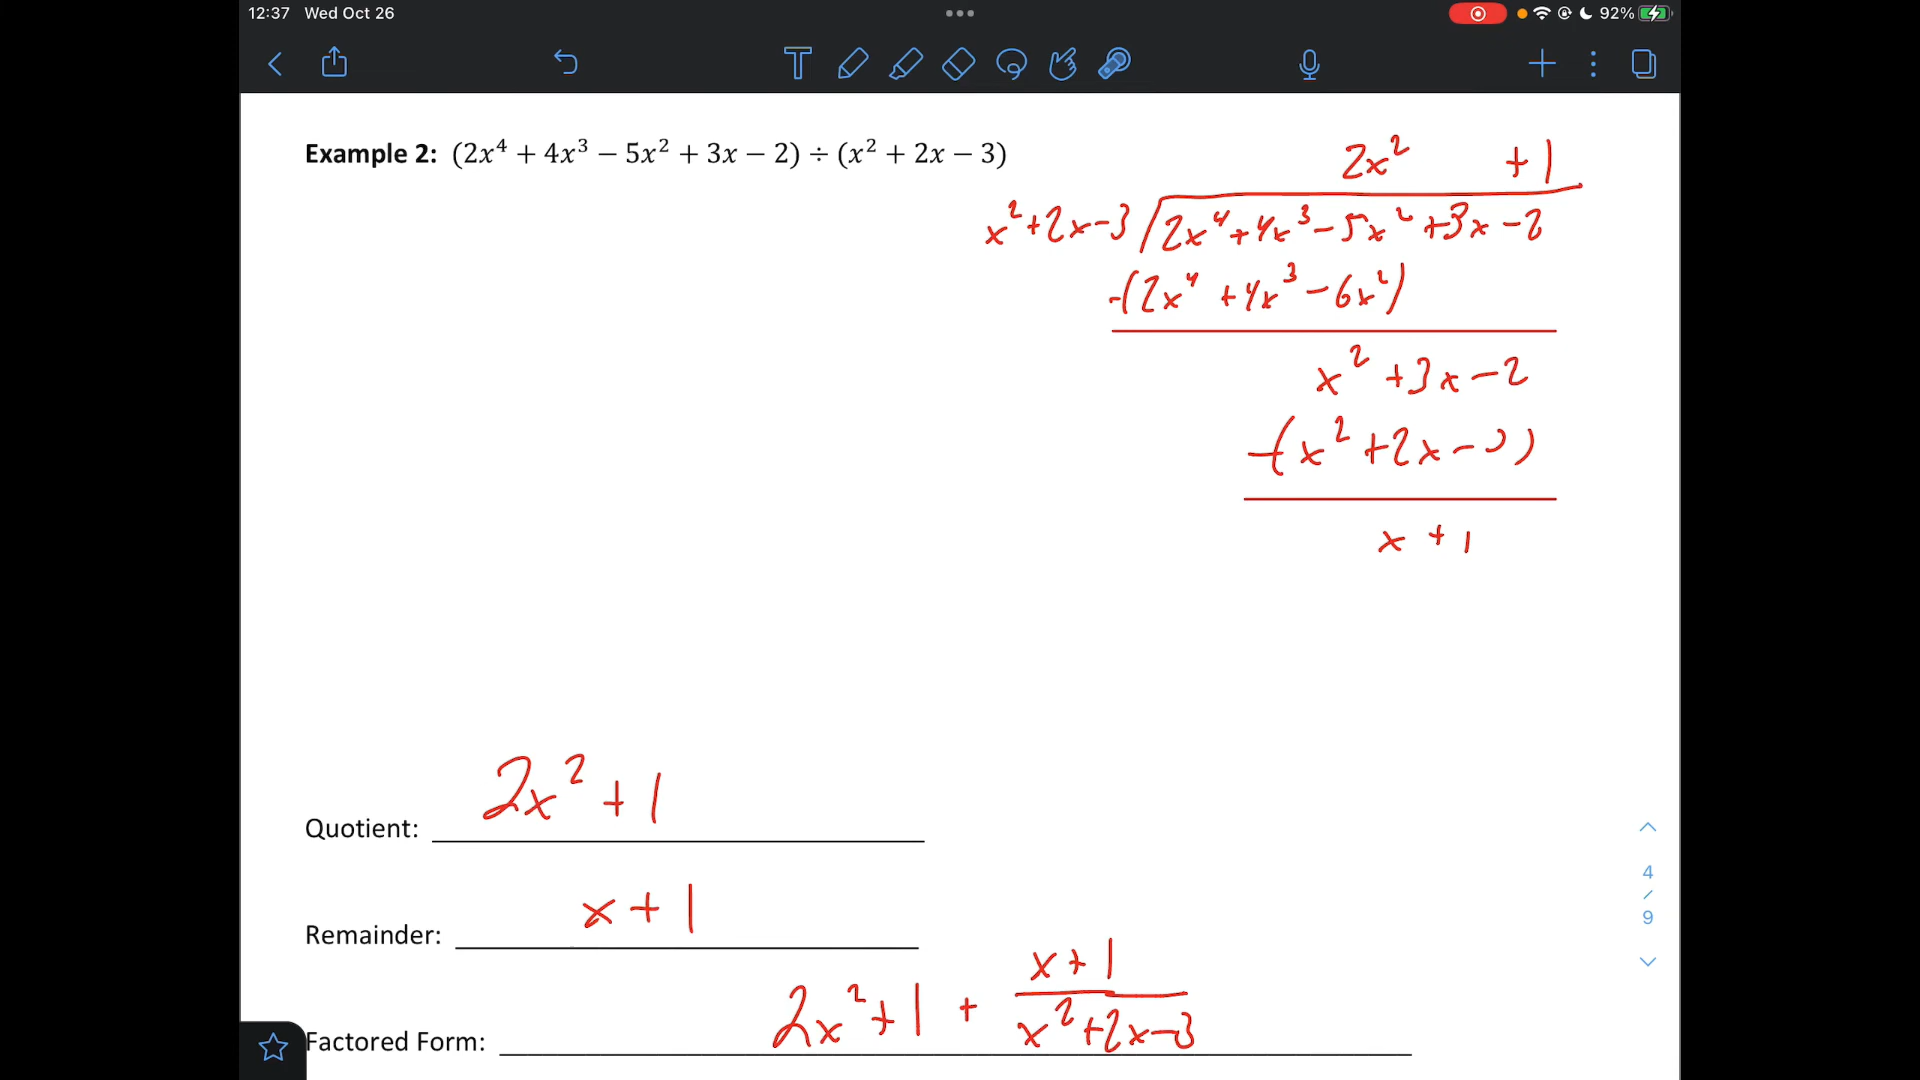 12:37 Wed Oct 26
92%
T
Example 2: (2x⁴ + 4x³ − 5x² + 3x − 2) ÷ (x² + 2x − 3)
2x² + 1
x² + 2x − 3 / 2x⁴ + 4x³ − 5x² + 3x − 2
−(2x⁴ + 4x³ − 6x²)
x² + 3x − 2
−(x² + 2x − 3)
x + 1
Quotient: 2x² + 1
Remainder: x + 1
Factored Form: 2x² + 1 + (x + 1)/(x² + 2x − 3)
4
/
9